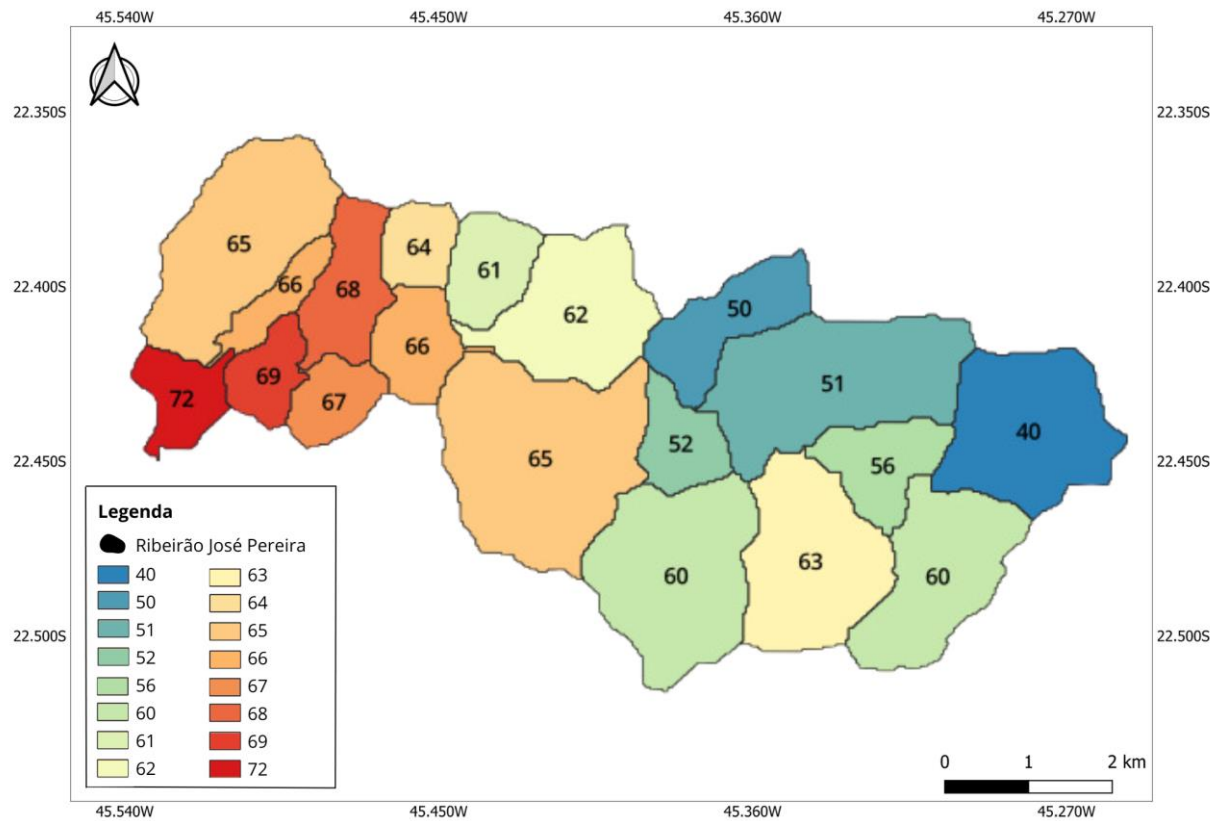 45.540W 45.450W 45.360W 45.270W
22.350S 22.350S
65 64 61
66 68 62 50
22.400S 22.400S
72 69 67 66 51
65 52 56 40
22.450S 22.450S
60 63 60
22.500S 22.500S
Legenda
Ribeirão José Pereira
40 63
50 64
51 65
52 66
56 67
60 68
61 69
62 72
0 1 2 km
45.540W 45.450W 45.360W 45.270W